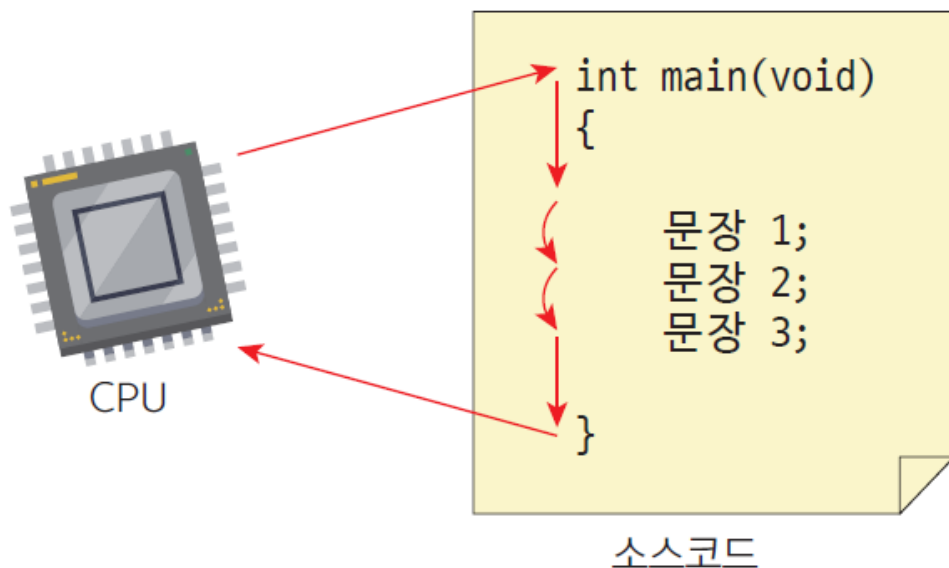 int main(void)
{
문장 1;
문장 2;
문장 3;
}
CPU
소스코드